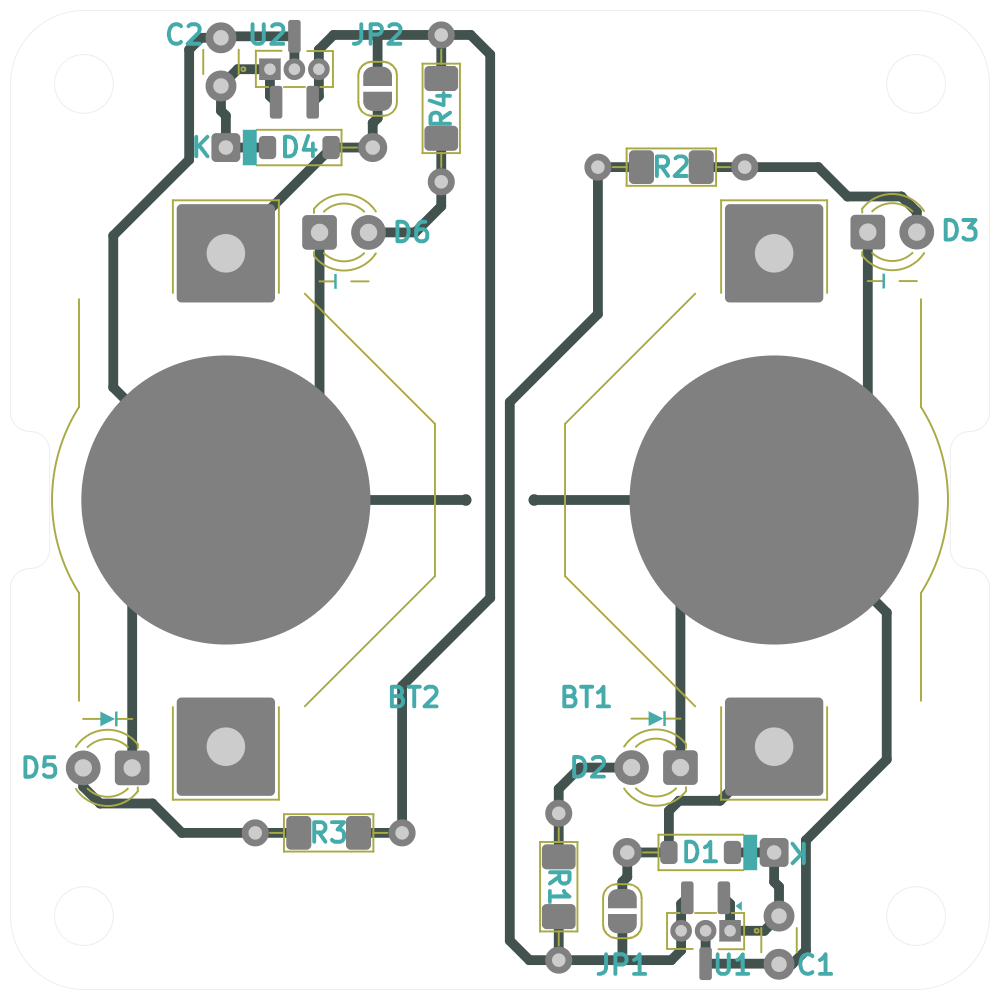 C2 U2 JP2
R4
K D4
R2
D6 D3
BT2 BT1
D5 D2
R3
D1 K
R1
JP1 U1 C1